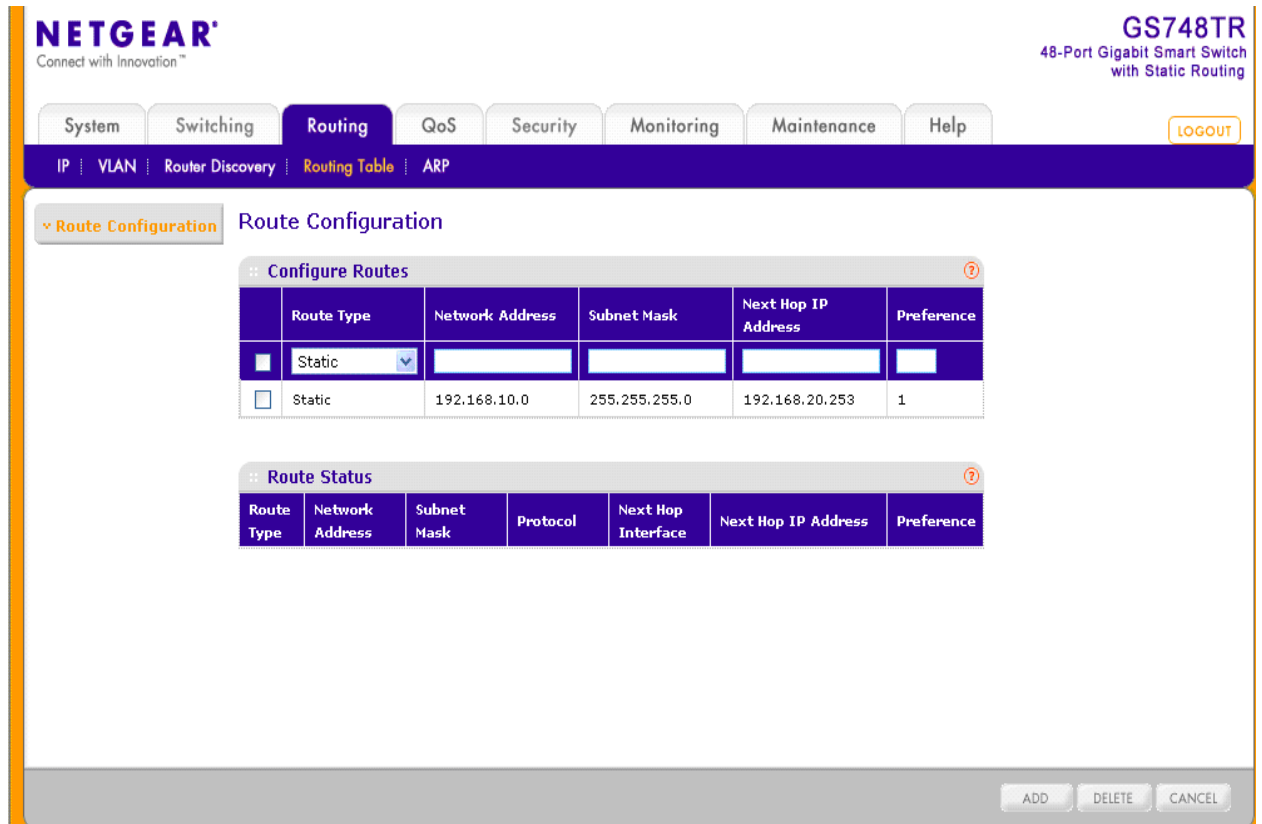 NETGEAR®
Connect with Innovation™
GS748TR
48-Port Gigabit Smart Switch
with Static Routing
System Switching Routing QoS Security Monitoring Maintenance Help LOGOUT
IP VLAN Router Discovery Routing Table ARP
Route Configuration
Route Configuration
Configure Routes ?
Route Type Network Address Subnet Mask Next Hop IP Address Preference
Static
Static 192.168.10.0 255.255.255.0 192.168.20.253 1
Route Status ?
Route Type Network Address Subnet Mask Protocol Next Hop Interface Next Hop IP Address Preference
ADD DELETE CANCEL